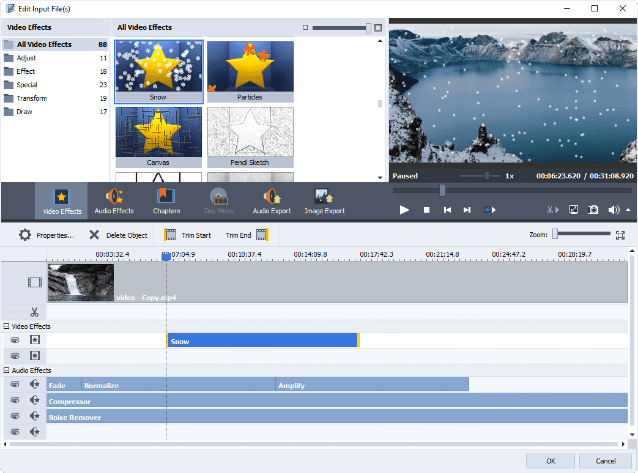 Edit Input File(s)
Video Effects
All Video Effects 88
Adjust 11
Effect 18
Special 23
Transform 19
Draw 17
All Video Effects
Snow
Particles
Canvas
Pencil Sketch
Paused 1x 00:06:23.620 / 00:31:08.920
Video Effects
Audio Effects
Chapters
Disc Menu
Audio Export
Image Export
Properties...
Delete Object
Trim Start
Trim End
Zoom:
00:03:32.4 00:07:04.9 00:10:37.4 00:14:09.8 00:17:42.3 00:21:14.8 00:24:47.2 00:28:19.7
video - Copy.mp4
Video Effects
Snow
Audio Effects
Fade Normalize Amplify
Compressor
Noise Remover
OK Cancel